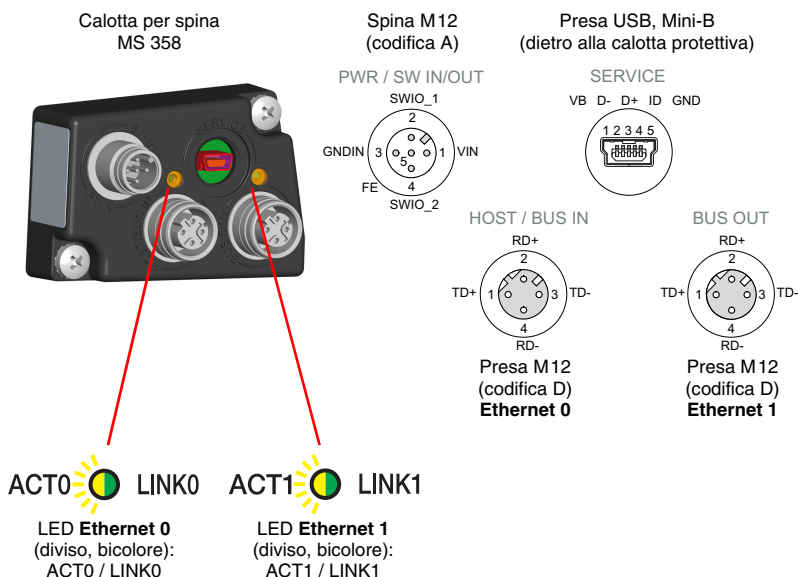 Calotta per spina
MS 358
Spina M12
(codifica A)
Presa USB, Mini-B
(dietro alla calotta protettiva)
PWR / SW IN/OUT
SWIO_1
2
GNDIN 3 5 1 VIN
FE 4
SWIO_2
SERVICE
VB D- D+ ID GND
1 2 3 4 5
SERVICE
HOST / BUS IN
RD+
2
TD+ 1 3 TD-
4
RD-
Presa M12
(codifica D)
Ethernet 0
BUS OUT
RD+
2
TD+ 1 3 TD-
4
RD-
Presa M12
(codifica D)
Ethernet 1
ACT0 LINK0
LED Ethernet 0
(diviso, bicolore):
ACT0 / LINK0
ACT1 LINK1
LED Ethernet 1
(diviso, bicolore):
ACT1 / LINK1